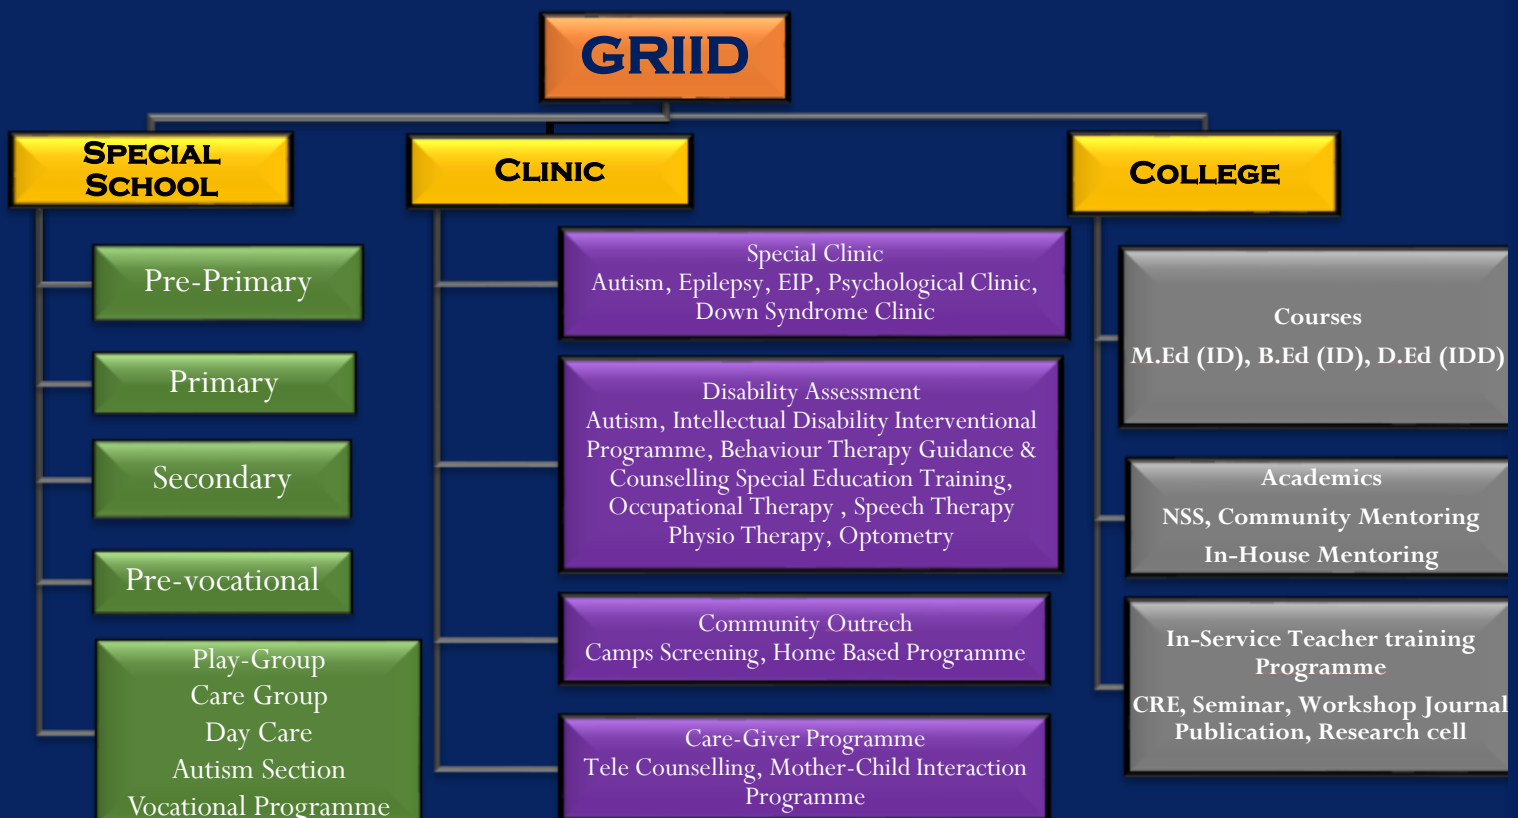 GRIID
SPECIAL
SCHOOL
Pre-Primary
Primary
Secondary
Pre-vocational
Play-Group
Care Group
Day Care
Autism Section
Vocational Programme
CLINIC
Special Clinic
Autism, Epilepsy, EIP, Psychological Clinic,
Down Syndrome Clinic
Disability Assessment
Autism, Intellectual Disability Interventional
Programme, Behaviour Therapy Guidance &
Counselling Special Education Training,
Occupational Therapy , Speech Therapy
Physio Therapy, Optometry
Community Outrech
Camps Screening, Home Based Programme
Care-Giver Programme
Tele Counselling, Mother-Child Interaction
Programme
COLLEGE
Courses
M.Ed (ID), B.Ed (ID), D.Ed (IDD)
Academics
NSS, Community Mentoring
In-House Mentoring
In-Service Teacher training
Programme
CRE, Seminar, Workshop Journal
Publication, Research cell